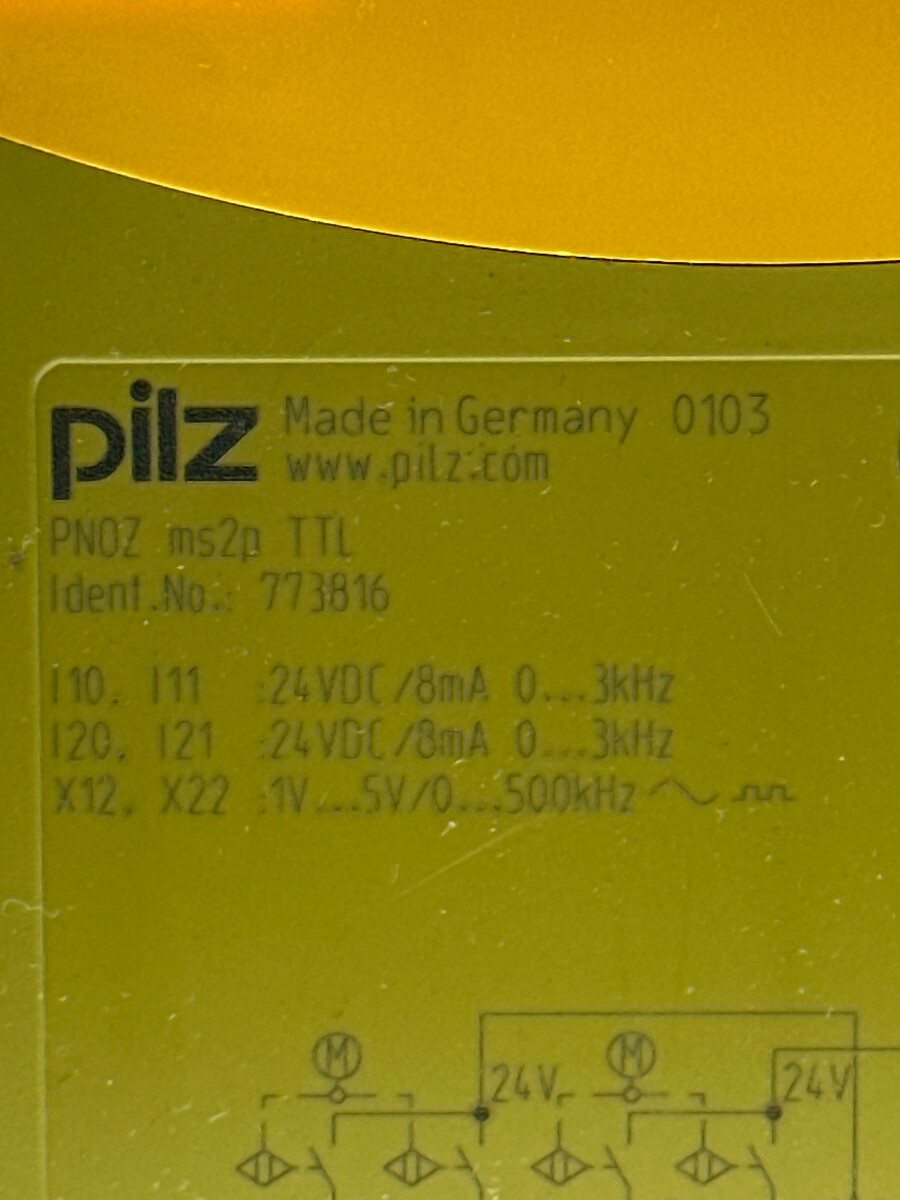 pilz Made in Germany 0103
www.pilz.com
PNOZ ms2p TTL
Ident.No.: 773816
I10, I11 :24VDC/8mA 0...3kHz
I20, I21 :24VDC/8mA 0...3kHz
X12, X22 :1V...5V/0...500kHz
M M
24V 24V